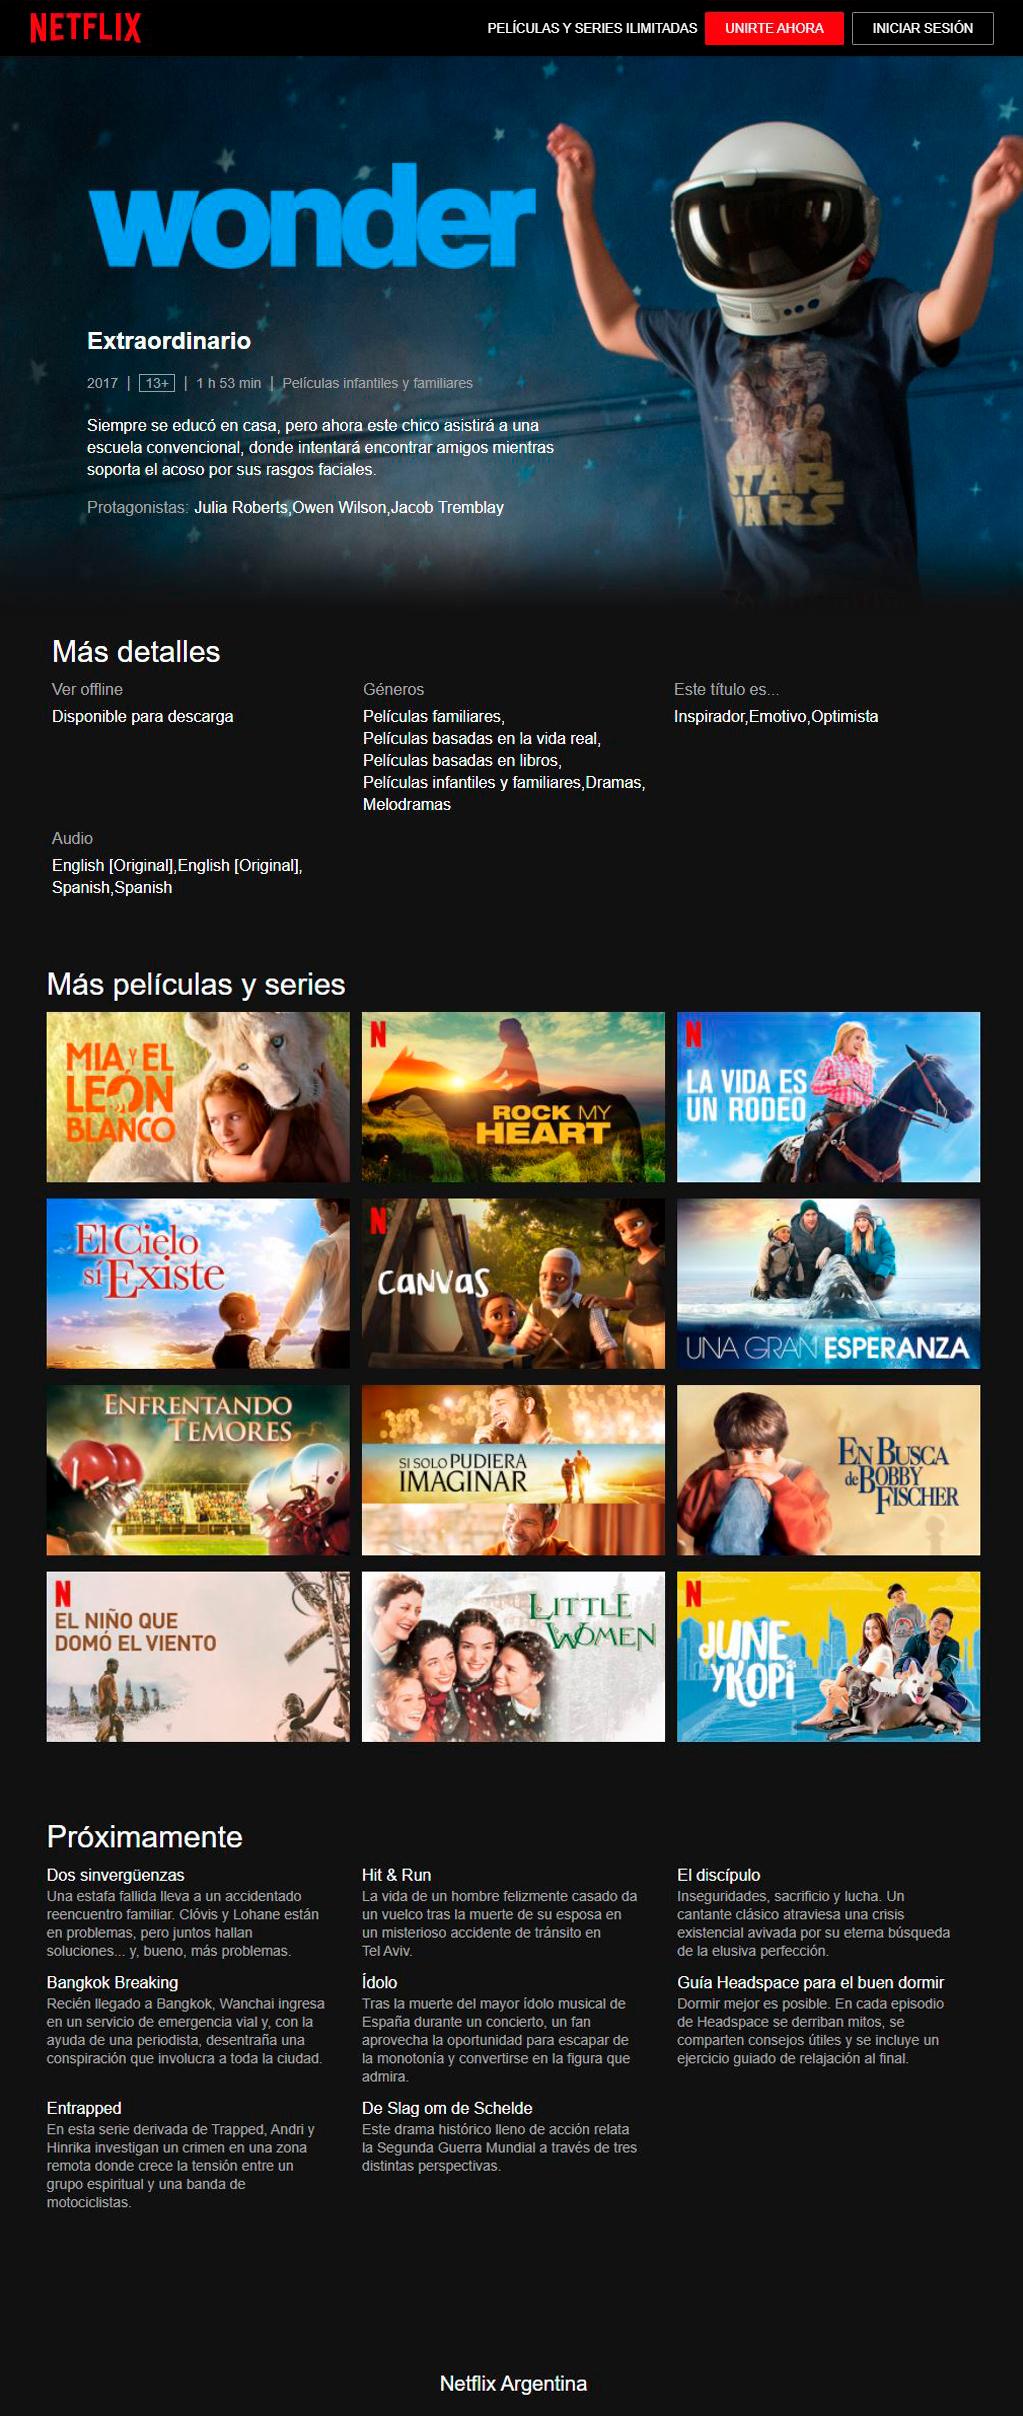 NETFLIX
PELÍCULAS Y SERIES ILIMITADAS
UNIRTE AHORA
INICIAR SESIÓN
wonder
STAR
WARS
Extraordinario
2017 | 13+ | 1 h 53 min | Películas infantiles y familiares
Siempre se educó en casa, pero ahora este chico asistirá a una
escuela convencional, donde intentará encontrar amigos mientras
soporta el acoso por sus rasgos faciales.
Protagonistas: Julia Roberts,Owen Wilson,Jacob Tremblay
Más detalles
Ver offline
Disponible para descarga
Géneros
Películas familiares,
Películas basadas en la vida real,
Películas basadas en libros,
Películas infantiles y familiares,Dramas,
Melodramas
Este título es...
Inspirador,Emotivo,Optimista
Audio
English [Original],English [Original],
Spanish,Spanish
Más películas y series
MIA Y EL
LEÓN
BLANCO
N
ROCK MY
HEART
N
LA VIDA ES
UN RODEO
El Cielo
sí Existe
N
CANVAS
UNA GRAN ESPERANZA
ENFRENTANDO
TEMORES
SI SOLO PUDIERA
IMAGINAR
EN BUSCA
de BOBBY
FISCHER
N
EL NIÑO QUE
DOMÓ EL VIENTO
LITTLE
WOMEN
N
JUNE
Y KOPI
Próximamente
Dos sinvergüenzas
Una estafa fallida lleva a un accidentado
reencuentro familiar. Clóvis y Lohane están
en problemas, pero juntos hallan
soluciones... y, bueno, más problemas.
Hit & Run
La vida de un hombre felizmente casado da
un vuelco tras la muerte de su esposa en
un misterioso accidente de tránsito en
Tel Aviv.
El discípulo
Inseguridades, sacrificio y lucha. Un
cantante clásico atraviesa una crisis
existencial avivada por su eterna búsqueda
de la elusiva perfección.
Bangkok Breaking
Recién llegado a Bangkok, Wanchai ingresa
en un servicio de emergencia vial y, con la
ayuda de una periodista, desentraña una
conspiración que involucra a toda la ciudad.
Ídolo
Tras la muerte del mayor ídolo musical de
España durante un concierto, un fan
aprovecha la oportunidad para escapar de
la monotonía y convertirse en la figura que
admira.
Guía Headspace para el buen dormir
Dormir mejor es posible. En cada episodio
de Headspace se derriban mitos, se
comparten consejos útiles y se incluye un
ejercicio guiado de relajación al final.
Entrapped
En esta serie derivada de Trapped, Andri y
Hinrika investigan un crimen en una zona
remota donde crece la tensión entre un
grupo espiritual y una banda de
motociclistas.
De Slag om de Schelde
Este drama histórico lleno de acción relata
la Segunda Guerra Mundial a través de tres
distintas perspectivas.
Netflix Argentina